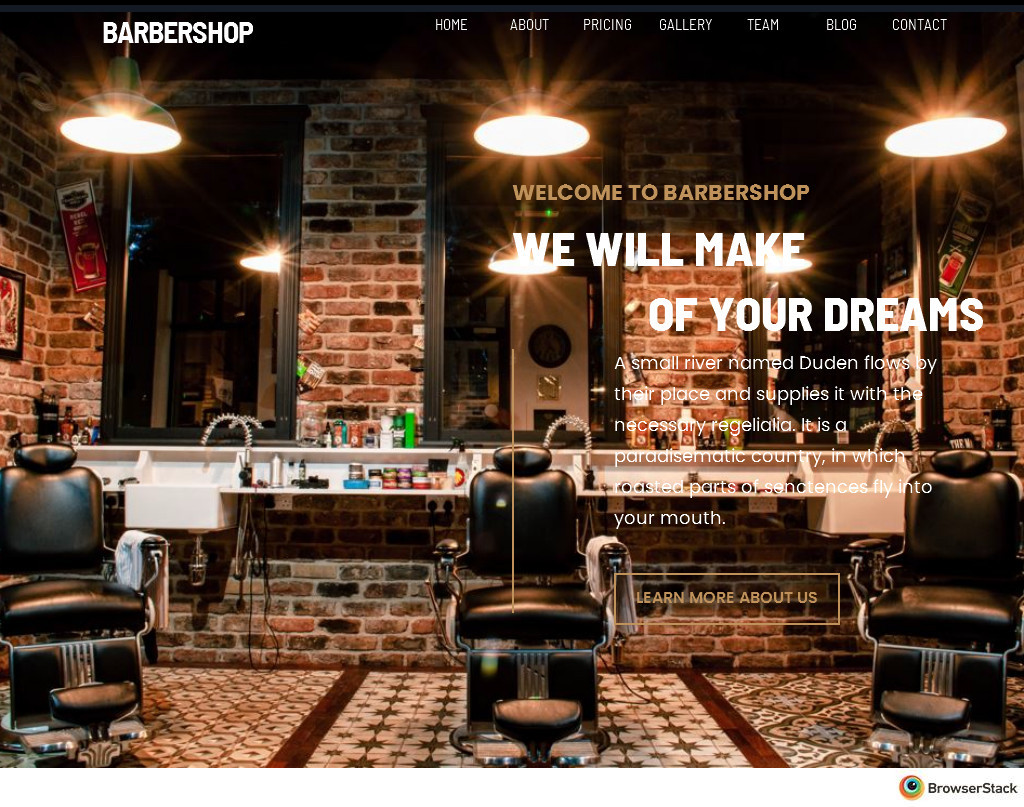 BARBERSHOP
HOME ABOUT PRICING GALLERY TEAM BLOG CONTACT
WELCOME TO BARBERSHOP
WE WILL MAKE
OF YOUR DREAMS
A small river named Duden flows by
their place and supplies it with the
necessary regelialia. It is a
paradisematic country, in which
roasted parts of senctences fly into
your mouth.
LEARN MORE ABOUT US
BrowserStack